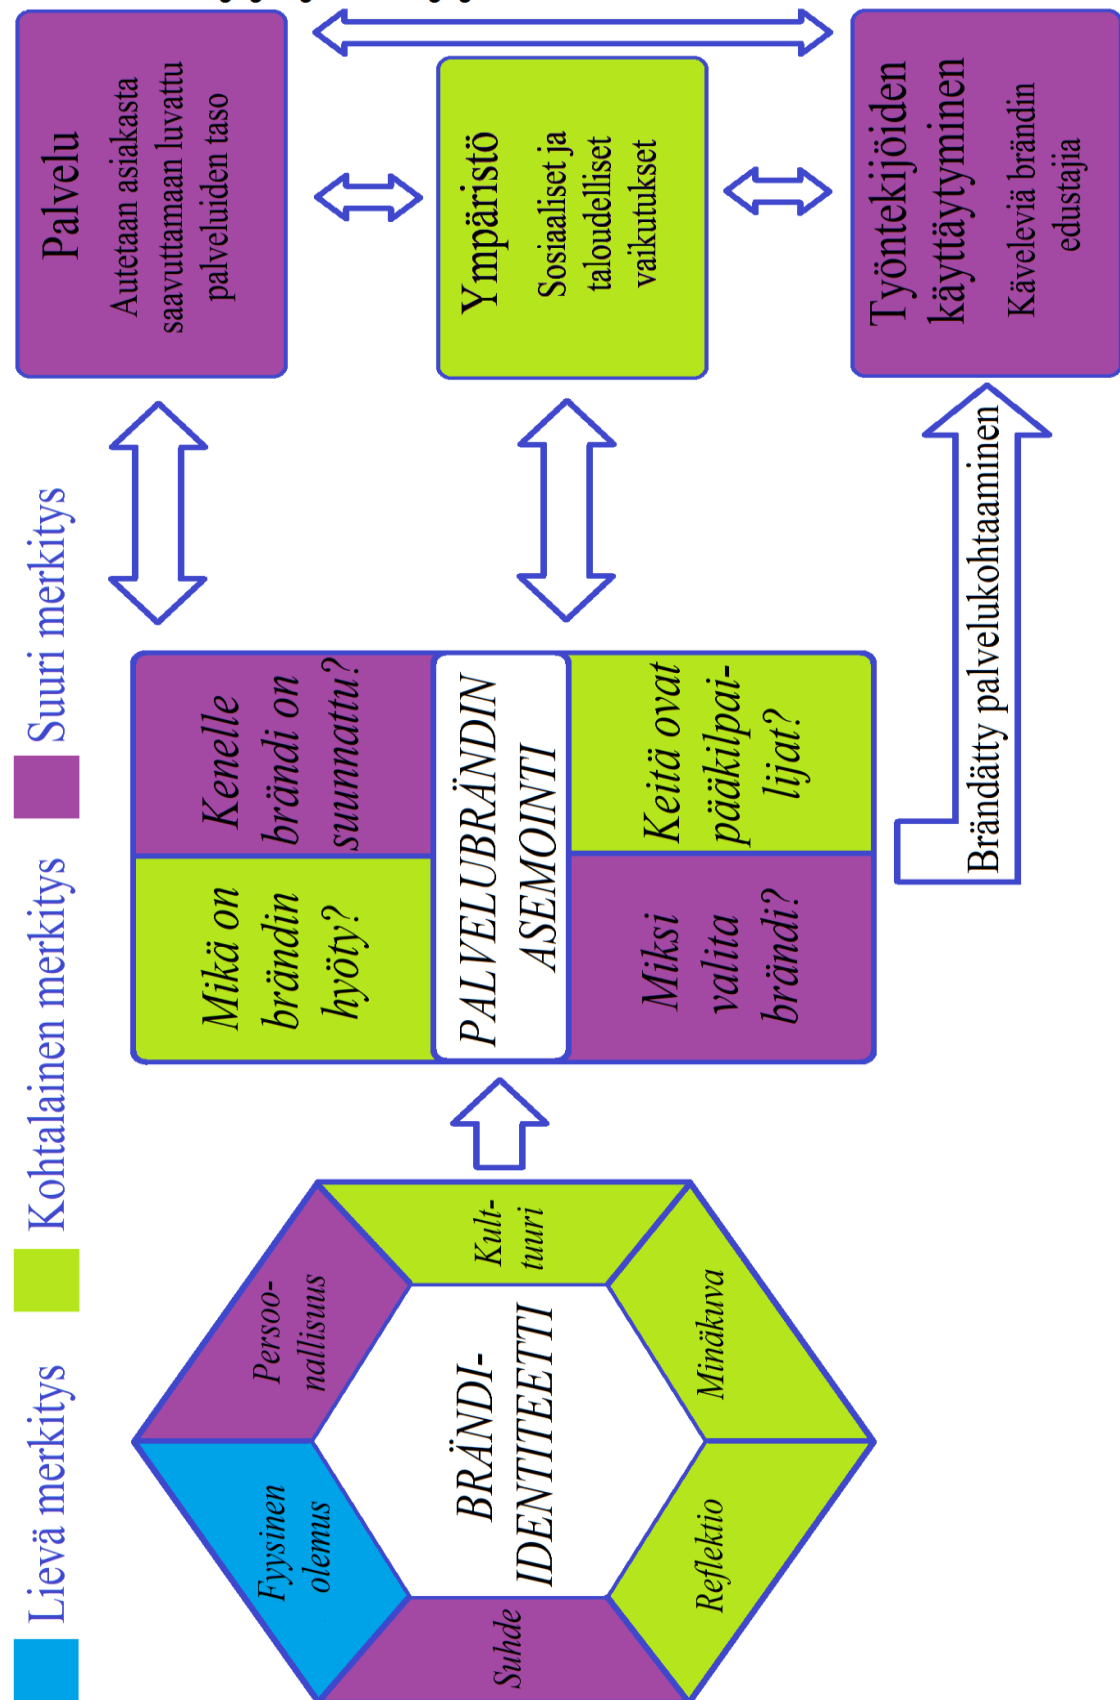 Lievä merkitys
Kohtalainen merkitys
Suuri merkitys
Fyysinen
olemus
Persoo-
nallisuus
Suhde
BRÄNDI-
IDENTITEETTI
Kult-
tuuri
Reflektio
Minäkuva
Mikä on
brändin
hyöty?
Kenelle
brändi on
suunnattu?
PALVELUBRÄNDIN
ASEMOINTI
Miksi
valita
brändi?
Keitä ovat
pääkilpai-
lijat?
Brändätty palvelukohtaaminen
Palvelu
Autetaan asiakasta
saavuttamaan luvattu
palveluiden taso
Ympäristö
Sosiaaliset ja
taloudelliset
vaikutukset
Työntekijöiden
käyttäytyminen
Käveleviä brändin
edustajia